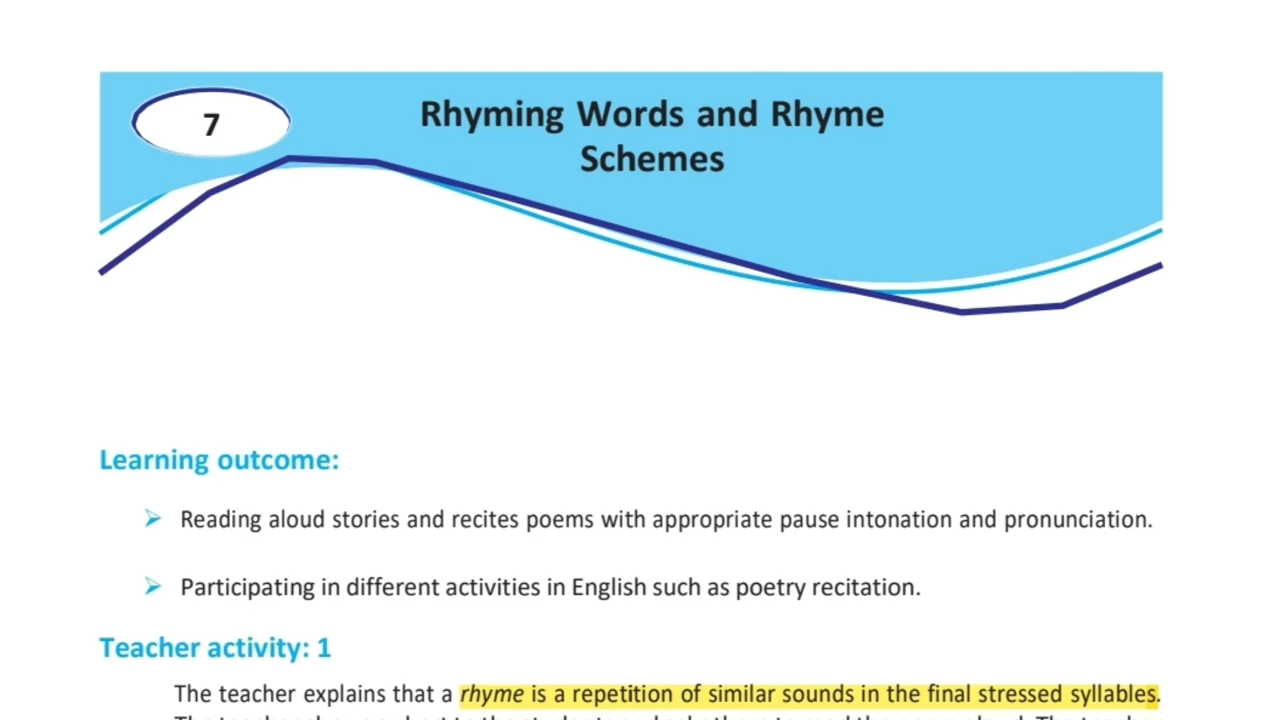 7
Rhyming Words and Rhyme
Schemes
Learning outcome:
Reading aloud stories and recites poems with appropriate pause intonation and pronunciation.
Participating in different activities in English such as poetry recitation.
Teacher activity: 1
The teacher explains that a rhyme is a repetition of similar sounds in the final stressed syllables.